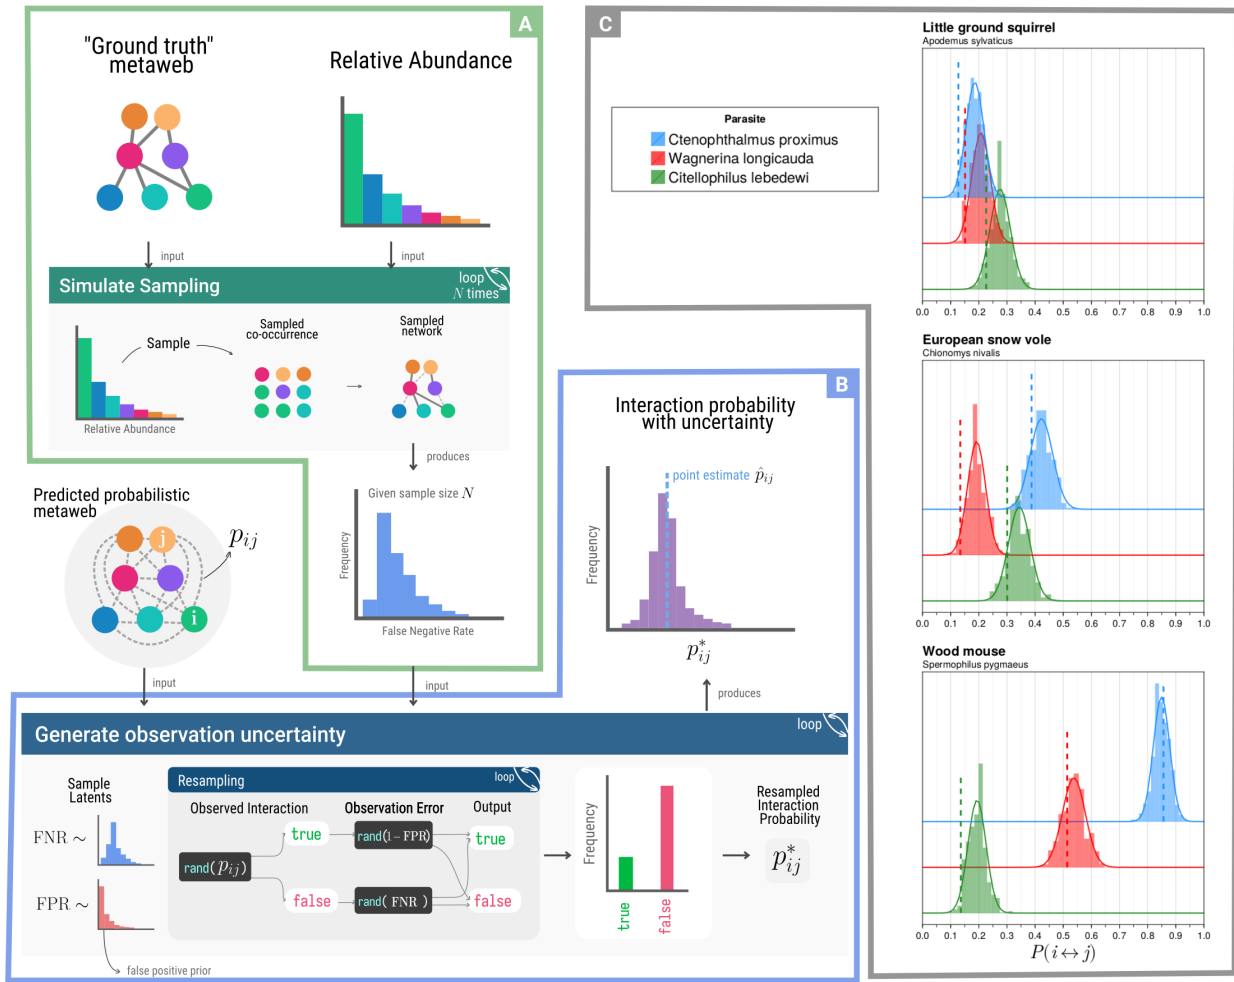 A
"Ground truth"
metaweb
Relative Abundance
input
input
Simulate Sampling
loop
N times
Sample
Relative Abundance
Sampled
co-occurrence
Sampled
network
produces
Given sample size N
Frequency
False Negative Rate
Predicted probabilistic
metaweb
p_ij
j
i
input
input
B
Interaction probability
with uncertainty
point estimate p̂_ij
Frequency
p*_ij
produces
Generate observation uncertainty
loop
Sample
Latents
FNR ~
FPR ~
false positive prior
Resampling
loop
Observed Interaction
Observation Error
Output
rand(p_ij)
true
false
rand(1 – FPR)
rand( FNR )
true
false
Frequency
true
false
Resampled
Interaction
Probability
p*_ij
C
Parasite
Ctenophthalmus proximus
Wagnerina longicauda
Citellophilus lebedewi
Little ground squirrel
Apodemus sylvaticus
0.0 0.1 0.2 0.3 0.4 0.5 0.6 0.7 0.8 0.9 1.0
European snow vole
Chionomys nivalis
0.0 0.1 0.2 0.3 0.4 0.5 0.6 0.7 0.8 0.9 1.0
Wood mouse
Spermophilus pygmaeus
0.0 0.1 0.2 0.3 0.4 0.5 0.6 0.7 0.8 0.9 1.0
P(i ↔ j)